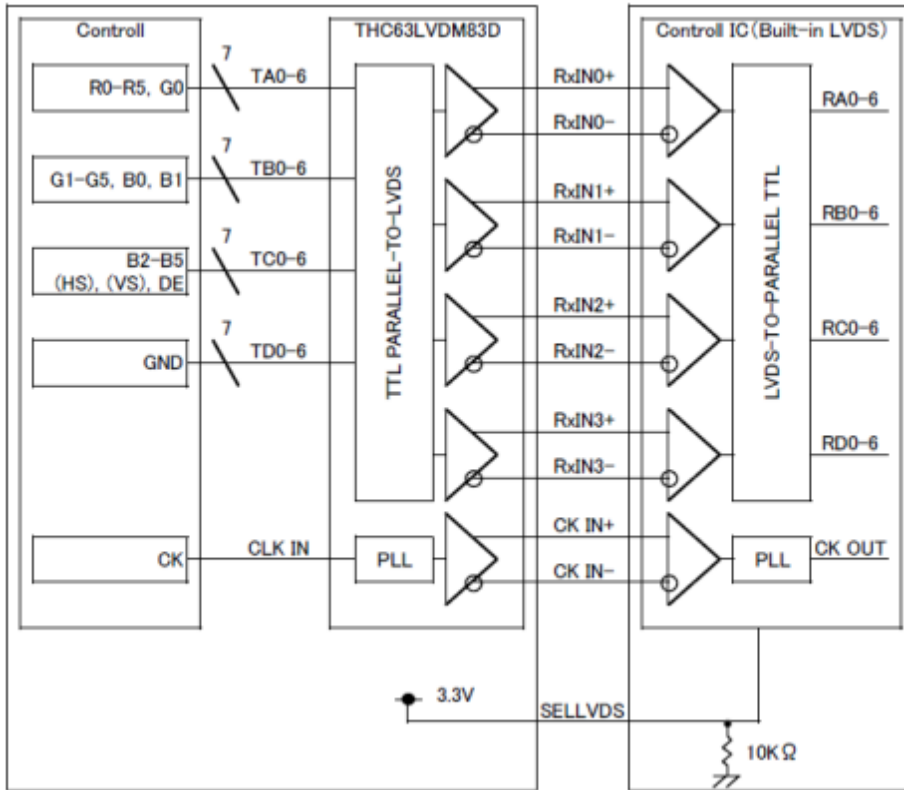 Controll
THC63LVDM83D
Controll IC(Built-in LVDS)
R0-R5, G0
7
TA0-6
G1-G5, B0, B1
7
TB0-6
B2-B5
(HS), (VS), DE
7
TC0-6
GND
7
TD0-6
CK
CLK IN
TTL PARALLEL-TO-LVDS
PLL
RxIN0+
RxIN0-
RxIN1+
RxIN1-
RxIN2+
RxIN2-
RxIN3+
RxIN3-
CK IN+
CK IN-
LVDS-TO-PARALLEL TTL
PLL
RA0-6
RB0-6
RC0-6
RD0-6
CK OUT
3.3V
SELLVDS
10KΩ